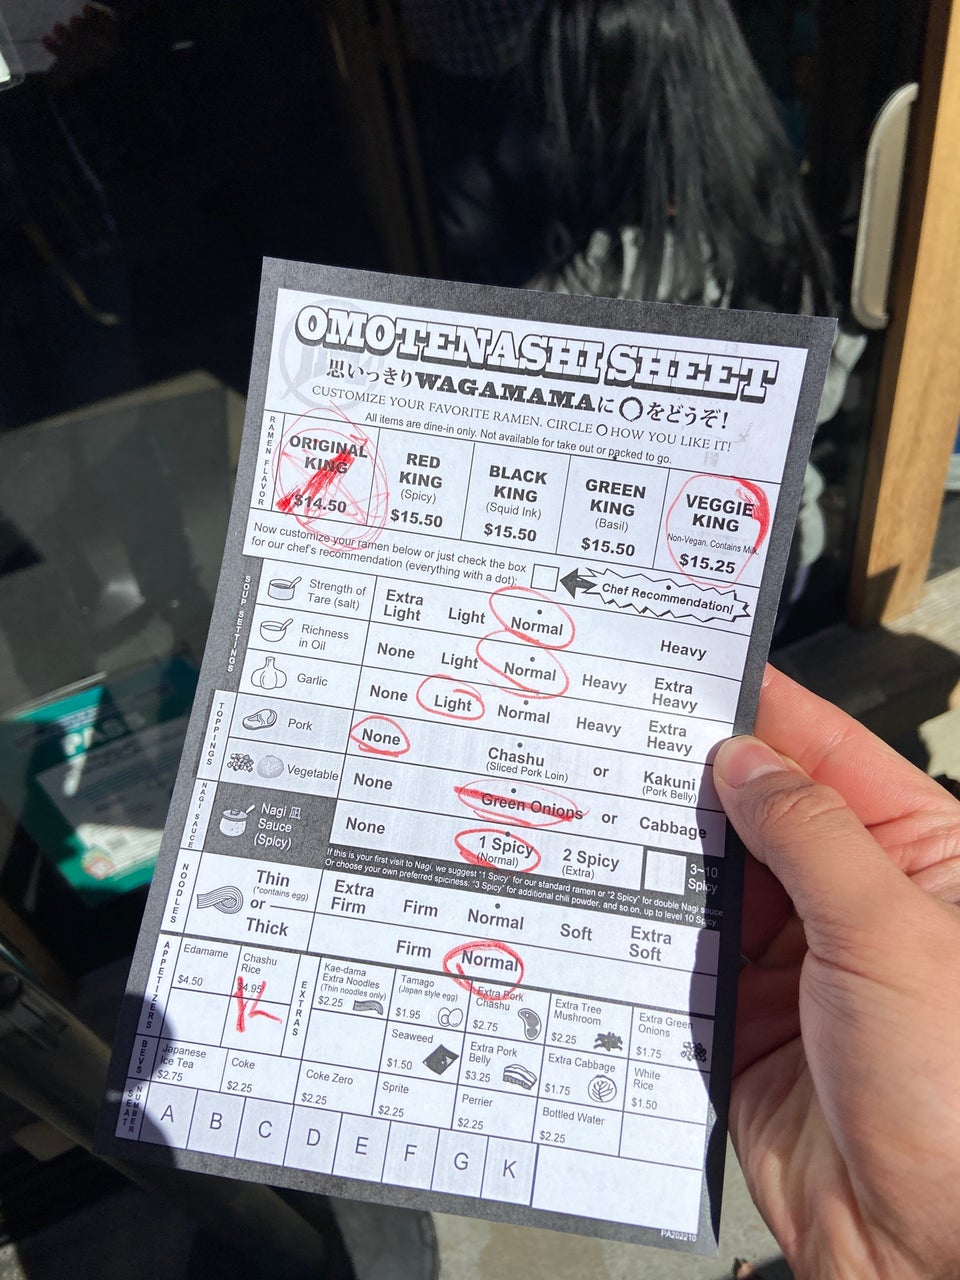 OMOTENASHI SHEET
思いっきりWAGAMAMAに◯をどうぞ!
CUSTOMIZE YOUR FAVORITE RAMEN. CIRCLE ◯ HOW YOU LIKE IT!
All items are dine-in only. Not available for take out or packed to go.
RAMEN FLAVOR
ORIGINAL KING $14.50
RED KING (Spicy) $15.50
BLACK KING (Squid Ink) $15.50
GREEN KING (Basil) $15.50
VEGGIE KING Non-Vegan. Contains Milk. $15.25
Now customize your ramen below or just check the box
for our chef's recommendation (everything with a dot):
Chef Recommendation!
SOUP SETTINGS
Strength of Tare (salt) Extra Light Light Normal Heavy
Richness in Oil None Light Normal Heavy Extra Heavy
Garlic None Light Normal Heavy Extra Heavy
TOPPINGS
Pork None Chashu (Sliced Pork Loin) or Kakuni (Pork Belly)
Vegetable None Green Onions or Cabbage
NAGI SAUCE
Nagi 凪 Sauce (Spicy) None 1 Spicy (Normal) 2 Spicy (Extra) 3~10 Spicy
If this is your first visit to Nagi, we suggest "1 Spicy" for our standard ramen or "2 Spicy" for double Nagi sauce
Or choose your own preferred spiciness. "3 Spicy" for additional chili powder, and so on, up to level 10 Spicy.
NOODLES
Thin (*contains egg) Extra Firm Firm Normal Soft Extra Soft
or
Thick Firm Normal
APPETIZERS
Edamame $4.50
Chashu Rice $4.95
K
EXTRAS
Kae-dama Extra Noodles (Thin noodles only) $2.25
Tamago (Japan style egg) $1.95
Extra Pork Chashu $2.75
Extra Tree Mushroom $2.25
Extra Green Onions $1.75
Seaweed $1.50
Extra Pork Belly $3.25
Extra Cabbage $1.75
White Rice $1.50
BEVS
Japanese Ice Tea $2.75
Coke $2.25
Coke Zero $2.25
Sprite $2.25
Perrier $2.25
Bottled Water $2.25
SEAT NUMBER
A B C D E F G K
PA202210